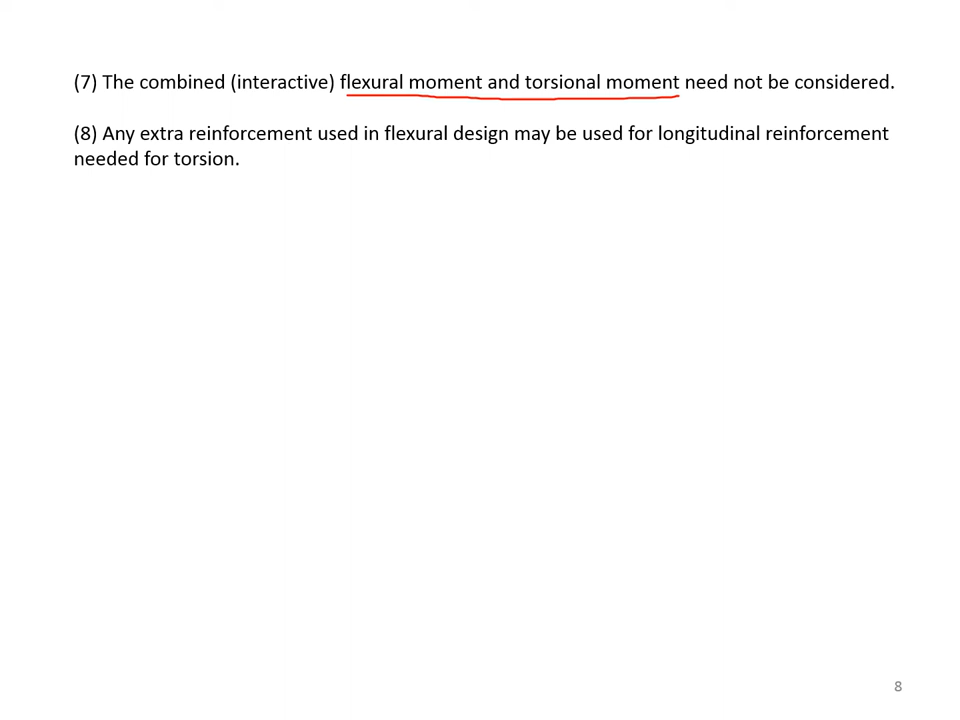 (7) The combined (interactive) flexural moment and torsional moment need not be considered.
(8) Any extra reinforcement used in flexural design may be used for longitudinal reinforcement
needed for torsion.
8